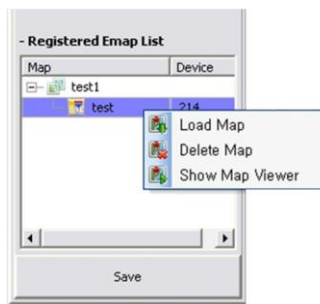 - Registered Emap List
Map Device
test1
test 214
Load Map
Delete Map
Show Map Viewer
Save